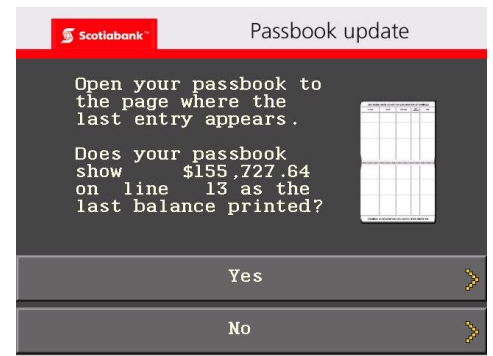 Scotiabank™
Passbook update
Open your passbook to
the page where the
last entry appears.
Does your passbook
show $155,727.64
on line 13 as the
last balance printed?
Yes
No